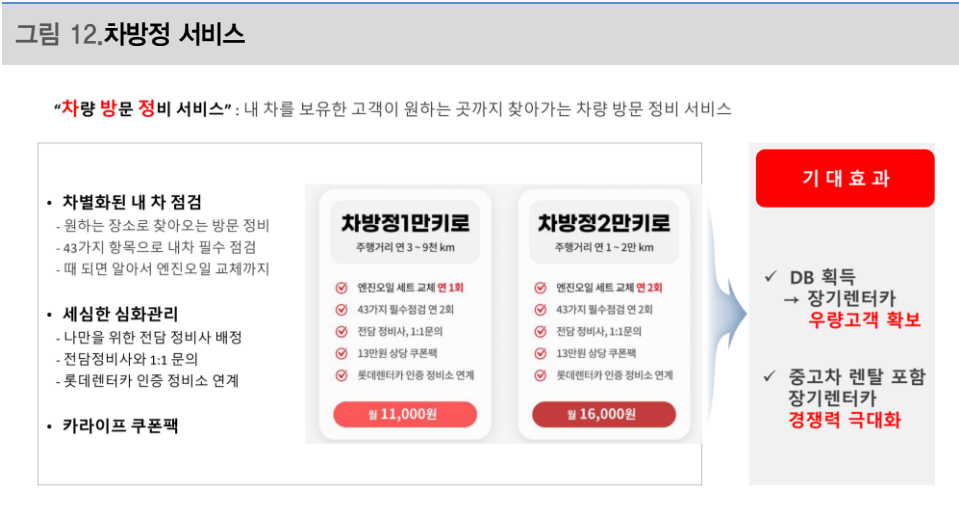 그림 12.차방정 서비스
“차량 방문 정비 서비스” : 내 차를 보유한 고객이 원하는 곳까지 찾아가는 차량 방문 정비 서비스
• 차별화된 내 차 점검
- 원하는 장소로 찾아오는 방문 정비
- 43가지 항목으로 내차 필수 점검
- 때 되면 알아서 엔진오일 교체까지
• 세심한 심화관리
- 나만을 위한 전담 정비사 배정
- 전담정비사와 1:1 문의
- 롯데렌터카 인증 정비소 연계
• 카라이프 쿠폰팩
차방정1만키로
주행거리 연 3 ~ 9천 km
엔진오일 세트 교체 연 1회
43가지 필수점검 연 2회
전담 정비사, 1:1문의
13만원 상당 쿠폰팩
롯데렌터카 인증 정비소 연계
월 11,000원
차방정2만키로
주행거리 연 1 ~ 2만 km
엔진오일 세트 교체 연 2회
43가지 필수점검 연 2회
전담 정비사, 1:1문의
13만원 상당 쿠폰팩
롯데렌터카 인증 정비소 연계
월 16,000원
기 대 효 과
✓ DB 획득
→ 장기렌터카
우량고객 확보
✓ 중고차 렌탈 포함
장기렌터카
경쟁력 극대화